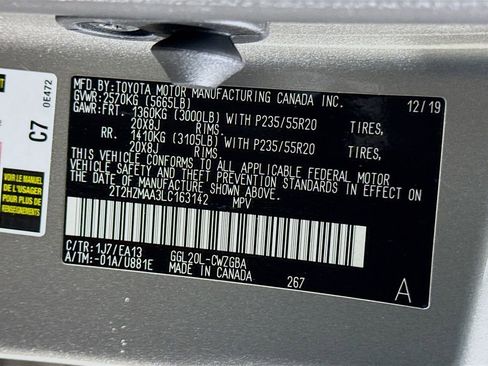 MFD.BY:TOYOTA MOTOR MANUFACTURING CANADA INC. 12/19
GVWR:2570KG (5665LB)
GAWR:FRT. 1360KG (3000LB) WITH P235/55R20 TIRES,
20X8J RIMS.
RR. 1410KG (3105LB) WITH P235/55R20 TIRES,
20X8J RIMS.
THIS VEHICLE CONFORMS TO ALL APPLICABLE FEDERAL MOTOR
VEHICLE SAFETY AND THEFT PREVENTION STANDARDS IN EFFECT
ON THE DATE OF MANUFACTURE SHOWN ABOVE.
2T2HZMAA3LC163142 MPV
C/TR:1J7/EA13 GGL20L-CWZGBA
A/TM:-01A/U881E MADE IN CANADA 267 A
0E472
C7
VOIR LE MANUEL
DE L'USAGER
POUR PLUS DE
RENSEIGNEMENTS